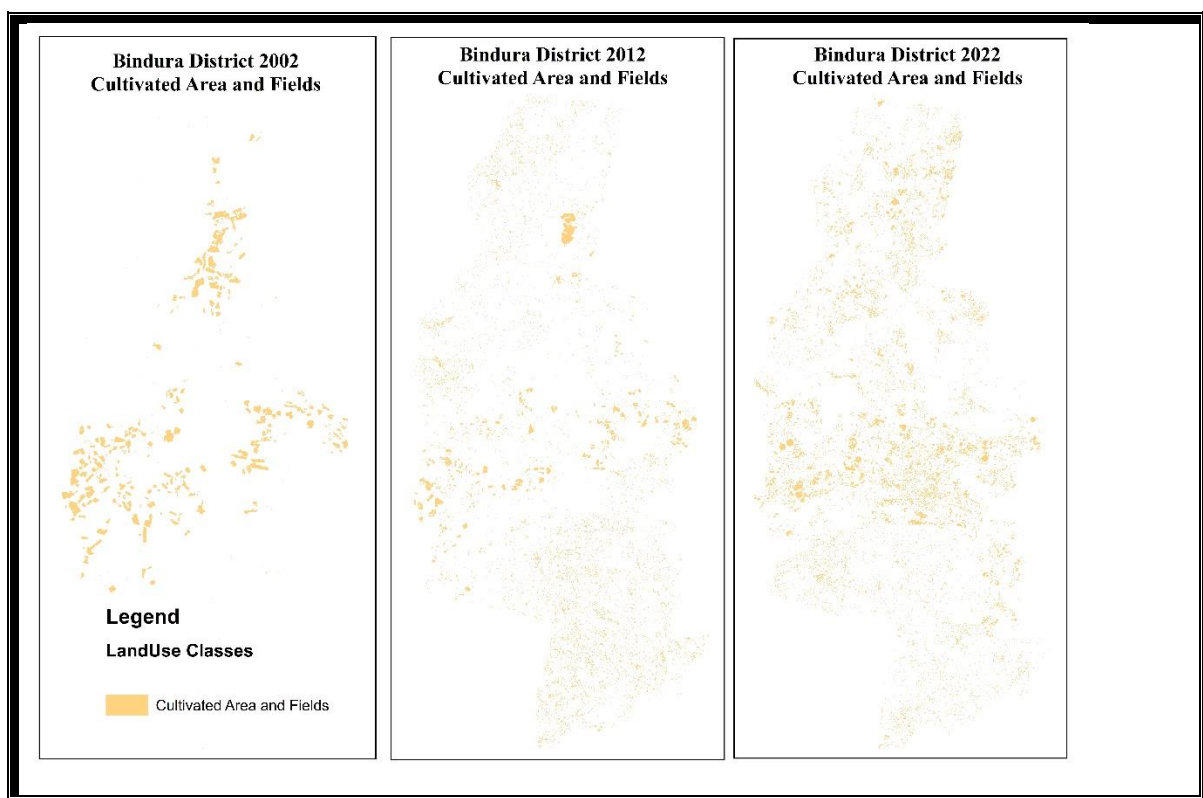 Bindura District 2002
Cultivated Area and Fields
Legend
LandUse Classes
Cultivated Area and Fields
Bindura District 2012
Cultivated Area and Fields
Bindura District 2022
Cultivated Area and Fields